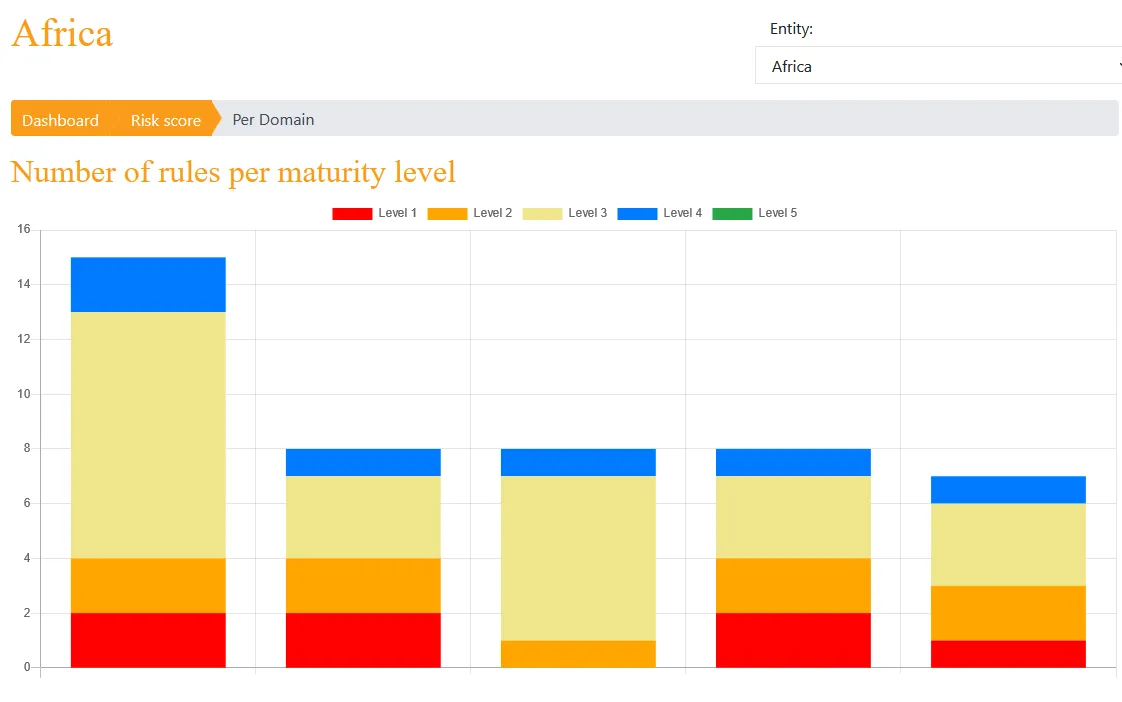 Africa
Entity:
Africa
Dashboard Risk score Per Domain
Number of rules per maturity level
Level 1 Level 2 Level 3 Level 4 Level 5
16
14
12
10
8
6
4
2
0